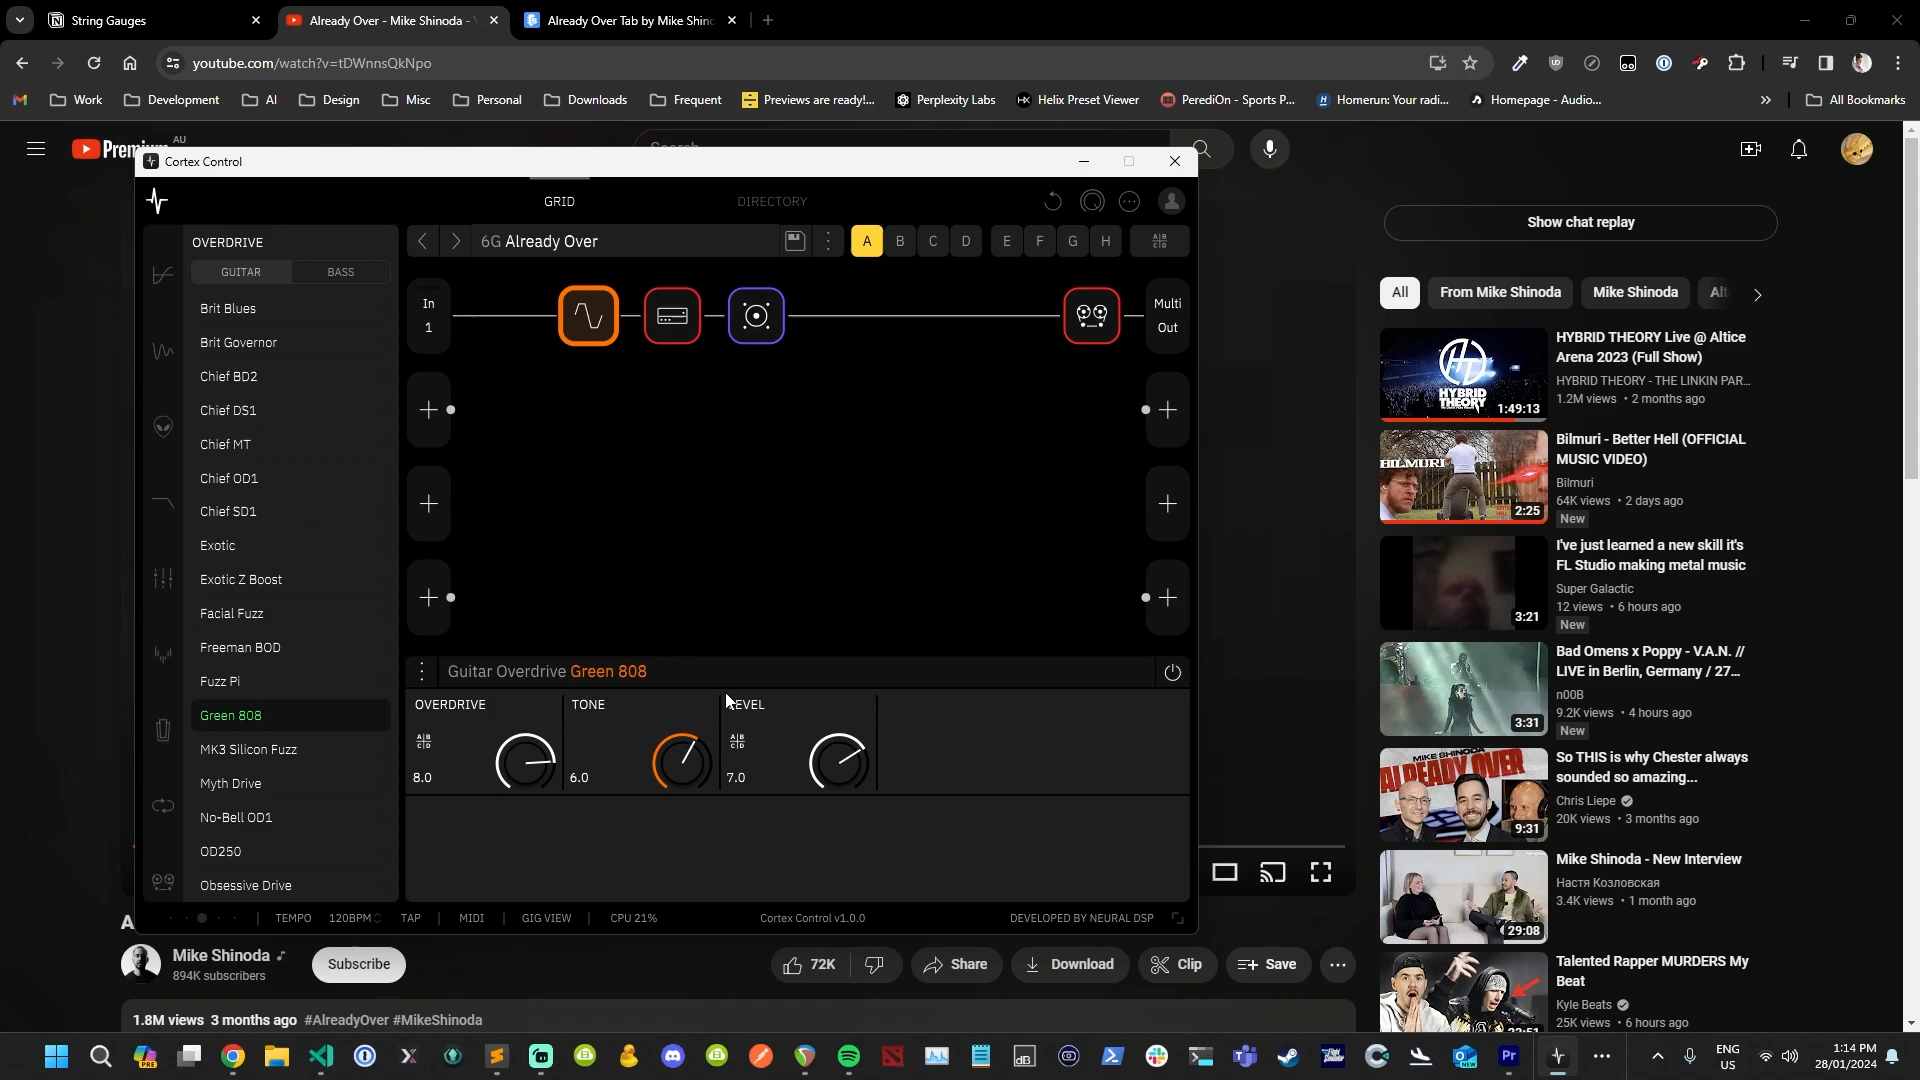 String Gauges
Already Over - Mike Shinoda -
Already Over Tab by Mike Shin
youtube.com/watch?v=tDWnnsQkNpo
Work
Development
AI
Design
Misc
Personal
Downloads
Frequent
Previews are ready!...
Perplexity Labs
Helix Preset Viewer
PerediOn - Sports P...
Homerun: Your radi...
Homepage - Audio...
All Bookmarks
AU
Cortex Control
GRID
DIRECTORY
OVERDRIVE
GUITAR
BASS
Brit Blues
Brit Governor
Chief BD2
Chief DS1
Chief MT
Chief OD1
Chief SD1
Exotic
Exotic Z Boost
Facial Fuzz
Freeman BOD
Fuzz Pi
Green 808
MK3 Silicon Fuzz
Myth Drive
No-Bell OD1
OD250
Obsessive Drive
6G Already Over
A B C D E F G H
In
1
Multi
Out
Guitar Overdrive Green 808
OVERDRIVE
8.0
TONE
6.0
LEVEL
7.0
TEMPO 120BPM TAP MIDI GIG VIEW CPU 21% Cortex Control v1.0.0 DEVELOPED BY NEURAL DSP
Mike Shinoda
894K subscribers
Subscribe
72K
Share
Download
Clip
Save
1.8M views 3 months ago #AlreadyOver #MikeShinoda
Show chat replay
All
From Mike Shinoda
Mike Shinoda
HYBRID THEORY
1:49:13
HYBRID THEORY Live @ Altice
Arena 2023 (Full Show)
HYBRID THEORY - THE LINKIN PAR...
1.2M views • 2 months ago
BILMURI
2:25
Bilmuri - Better Hell (OFFICIAL
MUSIC VIDEO)
Bilmuri
64K views • 2 days ago
New
3:21
I've just learned a new skill it's
FL Studio making metal music
Super Galactic
12 views • 6 hours ago
New
3:31
Bad Omens x Poppy - V.A.N. //
LIVE in Berlin, Germany / 27...
n00B
9.2K views • 4 hours ago
New
MIKE SHINODA
ALREADY OVER
9:31
So THIS is why Chester always
sounded so amazing...
Chris Liepe
20K views • 3 months ago
29:08
Mike Shinoda - New Interview
Настя Козловская
3.4K views • 1 month ago
Talented Rapper MURDERS My
Beat
Kyle Beats
25K views • 6 hours ago
ENG
US
1:14 PM
28/01/2024